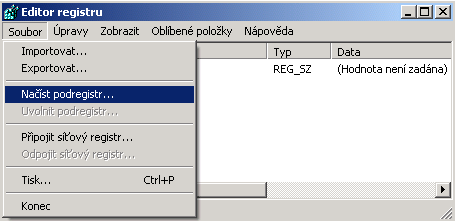 Editor registru
Soubor Úpravy Zobrazit Oblíbené položky Nápověda
Importovat...
Exportovat...
Načíst podregistr...
Uvolnit podregistr...
Připojit síťový registr...
Odpojit síťový registr...
Tisk... Ctrl+P
Konec
Typ Data
REG_SZ (Hodnota není zadána)